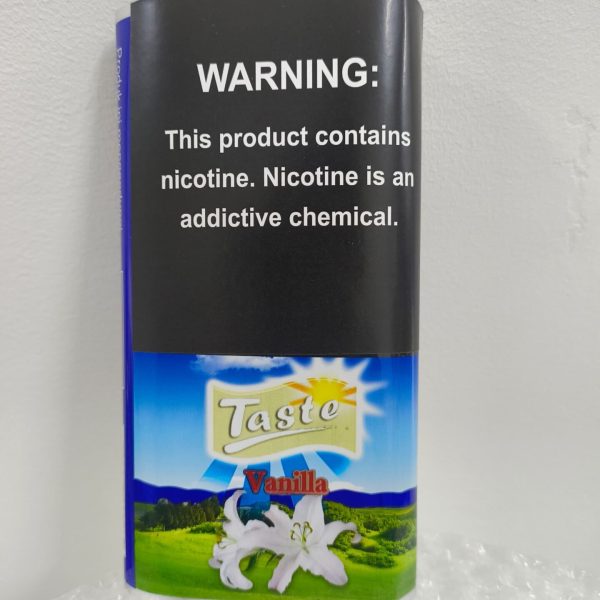 WARNING:
This product contains
nicotine. Nicotine is an
addictive chemical.
Taste
Vanilla